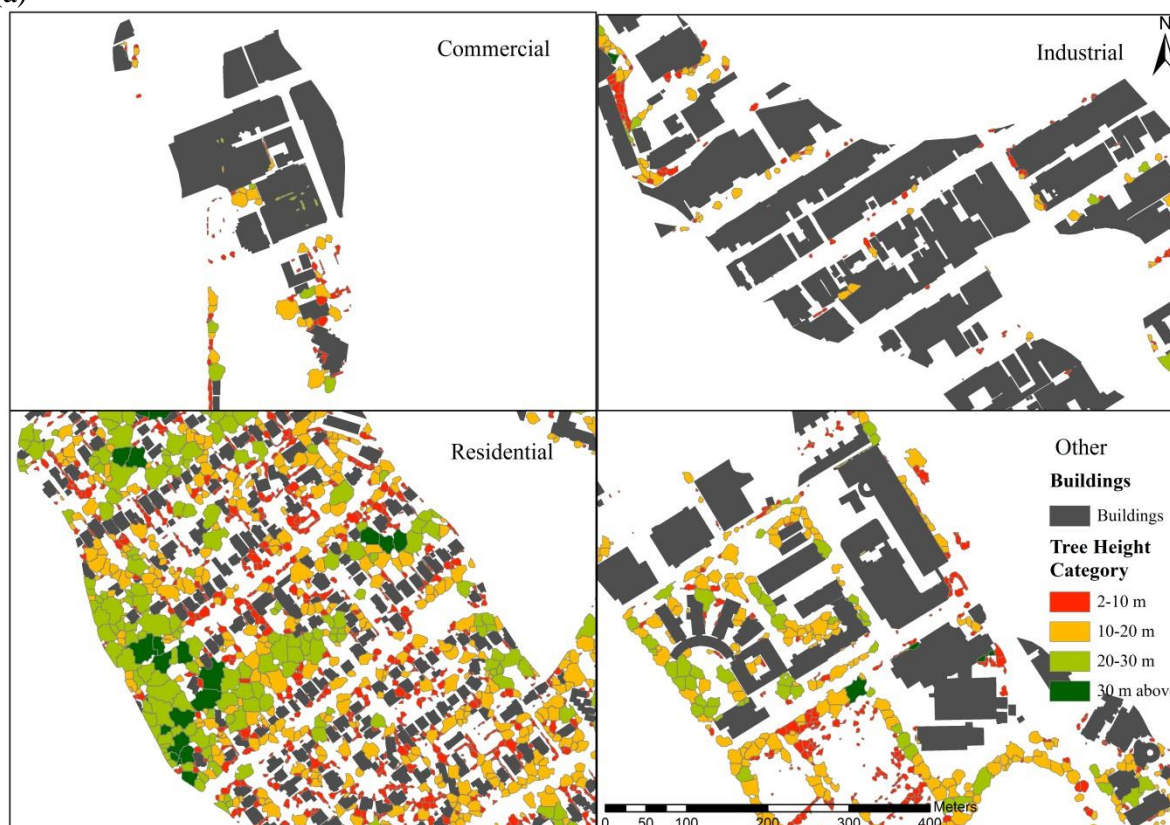 Commercial
Industrial
N
Residential
Other
Buildings
Buildings
Tree Height
Category
2-10 m
10-20 m
20-30 m
30 m above
Meters
0 50 100 200 300 400